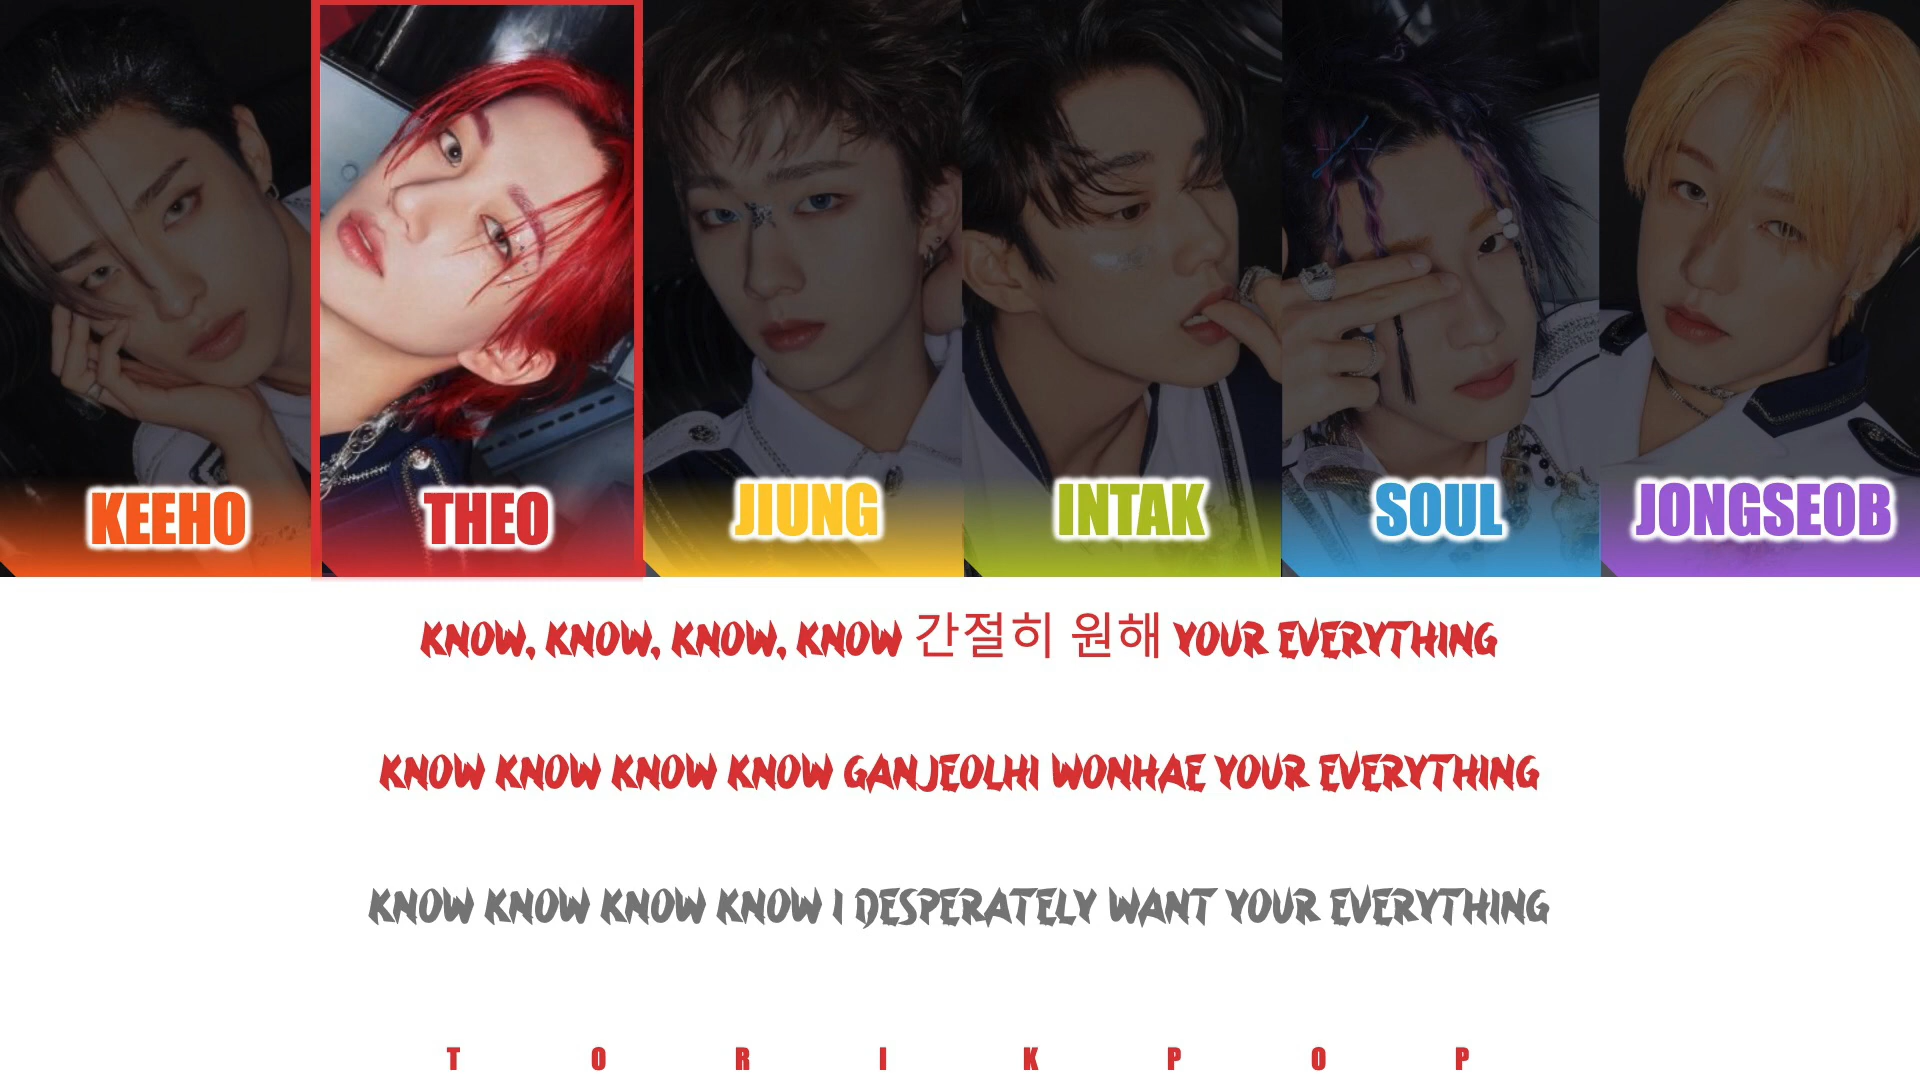 KEEHO THEO JIUNG INTAK SOUL JONGSEOB
KNOW, KNOW, KNOW, KNOW 간절히 원해 YOUR EVERYTHING
KNOW KNOW KNOW KNOW GANJEOLHI WONHAE YOUR EVERYTHING
KNOW KNOW KNOW KNOW I DESPERATELY WANT YOUR EVERYTHING
T O R I K P O P